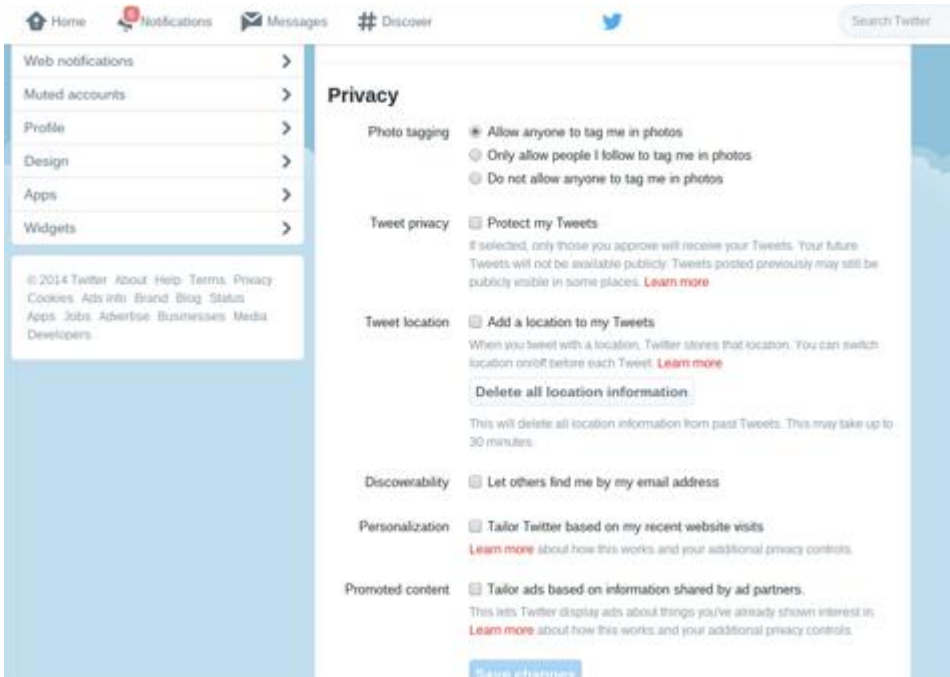 Home
6
Notifications
Messages
# Discover
Search Twitter
Web notifications
Muted accounts
Profile
Design
Apps
Widgets
© 2014 Twitter About Help Terms Privacy
Cookies Ads info Brand Blog Status
Apps Jobs Advertise Businesses Media
Developers
Privacy
Photo tagging
Allow anyone to tag me in photos
Only allow people I follow to tag me in photos
Do not allow anyone to tag me in photos
Tweet privacy
Protect my Tweets
If selected, only those you approve will receive your Tweets. Your future
Tweets will not be available publicly. Tweets posted previously may still be
publicly visible in some places. Learn more
Tweet location
Add a location to my Tweets
When you tweet with a location, Twitter stores that location. You can switch
location on/off before each Tweet. Learn more
Delete all location information
This will delete all location information from past Tweets. This may take up to
30 minutes.
Discoverability
Let others find me by my email address
Personalization
Tailor Twitter based on my recent website visits
Learn more about how this works and your additional privacy controls.
Promoted content
Tailor ads based on information shared by ad partners.
This lets Twitter display ads about things you've already shown interest in.
Learn more about how this works and your additional privacy controls.
Save changes